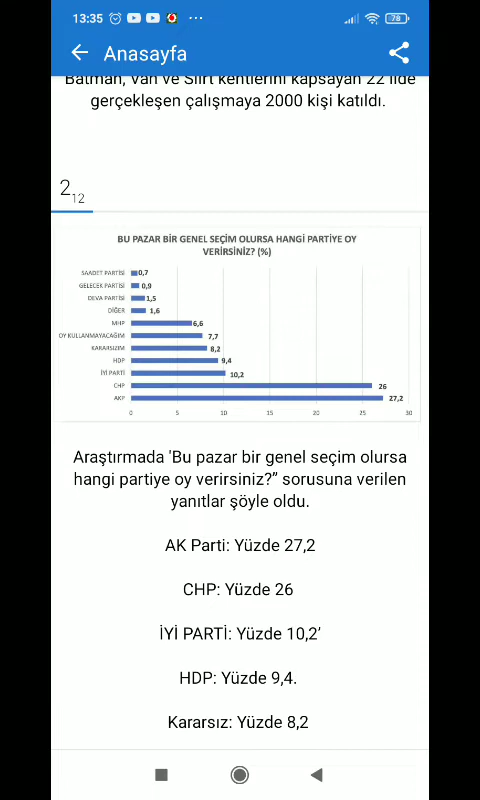 13:35
78
Anasayfa
Batman, Van ve Siirt kentlerini kapsayan 22 ilde
gerçekleşen çalışmaya 2000 kişi katıldı.
2 12
BU PAZAR BİR GENEL SEÇİM OLURSA HANGİ PARTİYE OY
VERİRSİNİZ? (%)
SAADET PARTİSİ 0,7
GELECEK PARTİSİ 0,9
DEVA PARTİSİ 1,5
DİĞER 1,6
MHP 6,6
OY KULLANMAYACAĞIM 7,7
KARARSIZIM 8,2
HDP 9,4
İYİ PARTİ 10,2
CHP 26
AKP 27,2
0 5 10 15 20 25 30
Araştırmada 'Bu pazar bir genel seçim olursa
hangi partiye oy verirsiniz?” sorusuna verilen
yanıtlar şöyle oldu.
AK Parti: Yüzde 27,2
CHP: Yüzde 26
İYİ PARTİ: Yüzde 10,2’
HDP: Yüzde 9,4.
Kararsız: Yüzde 8,2